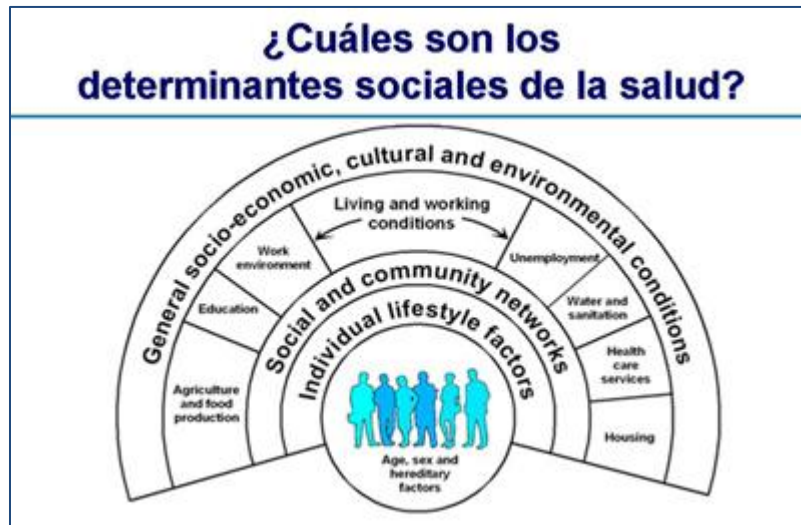 ¿Cuáles son los
determinantes sociales de la salud?
General socio-economic, cultural and environmental conditions
Living and working
conditions
Work
environment
Unemployment
Education
Water and
sanitation
Agriculture
and food
production
Health
care
services
Housing
Social and community networks
Individual lifestyle factors
Age, sex and
hereditary
factors